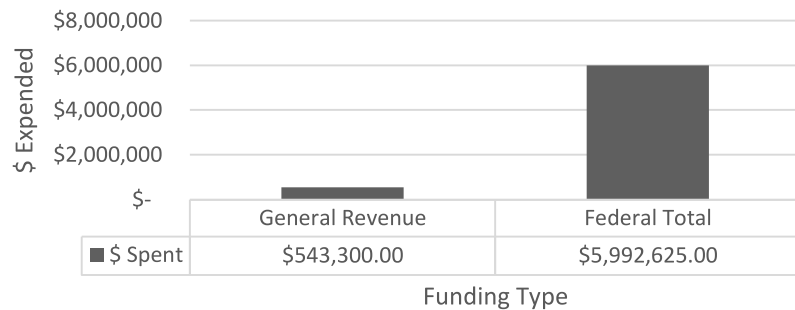 $8,000,000
$6,000,000
$4,000,000
$2,000,000
$-
$ Expended
General Revenue Federal Total
$ Spent $543,300.00 $5,992,625.00
Funding Type